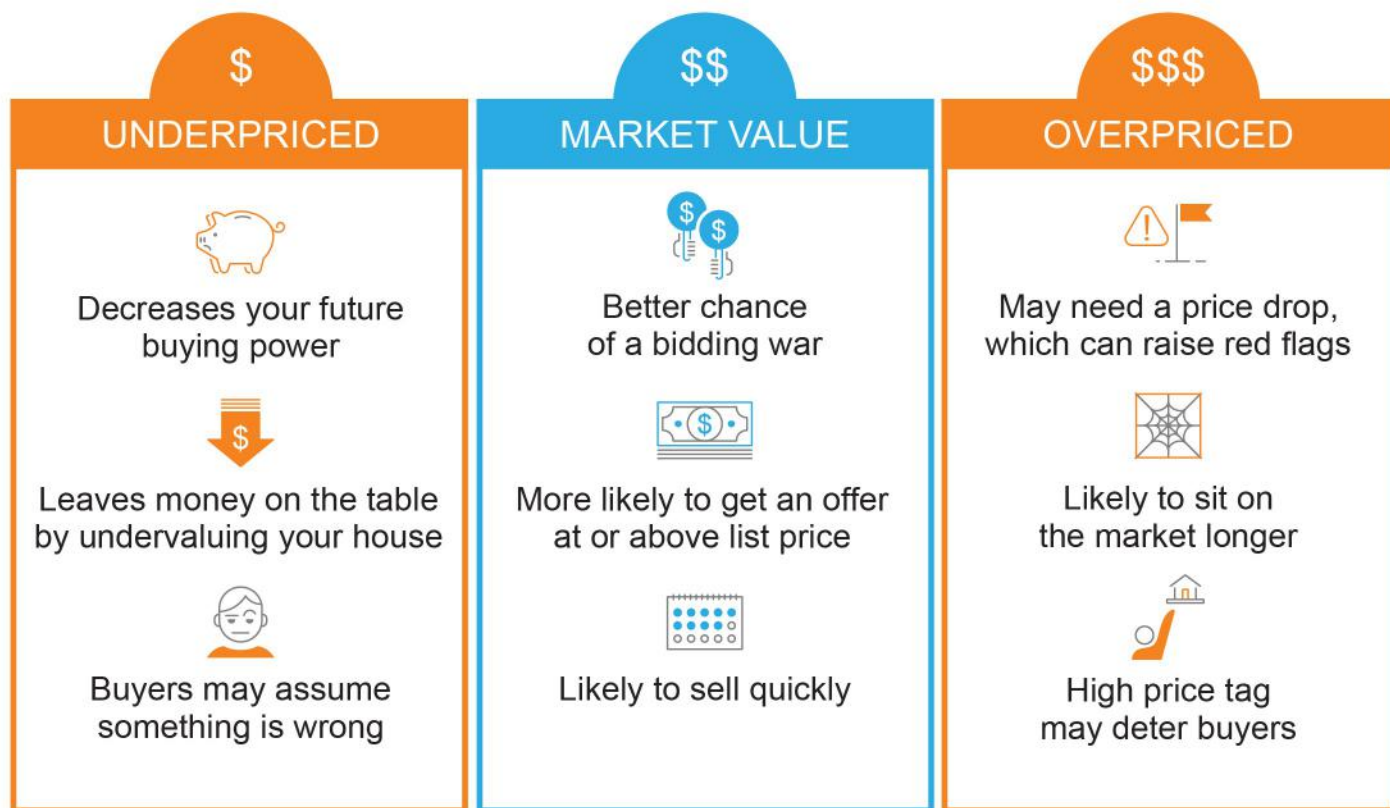 $
UNDERPRICED
Decreases your future
buying power
$
Leaves money on the table
by undervaluing your house
Buyers may assume
something is wrong
$$
MARKET VALUE
$
$
Better chance
of a bidding war
$
More likely to get an offer
at or above list price
Likely to sell quickly
$$$
OVERPRICED
!
May need a price drop,
which can raise red flags
Likely to sit on
the market longer
High price tag
may deter buyers